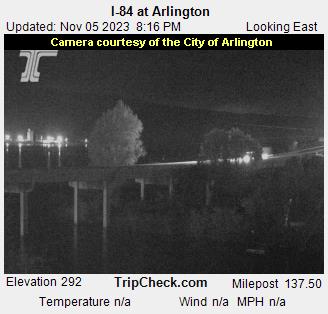 I-84 at Arlington
Updated: Nov 05 2023 8:16 PM Looking East
Camera courtesy of the City of Arlington
Elevation 292 TripCheck.com Milepost 137.50
Temperature n/a Wind n/a MPH n/a